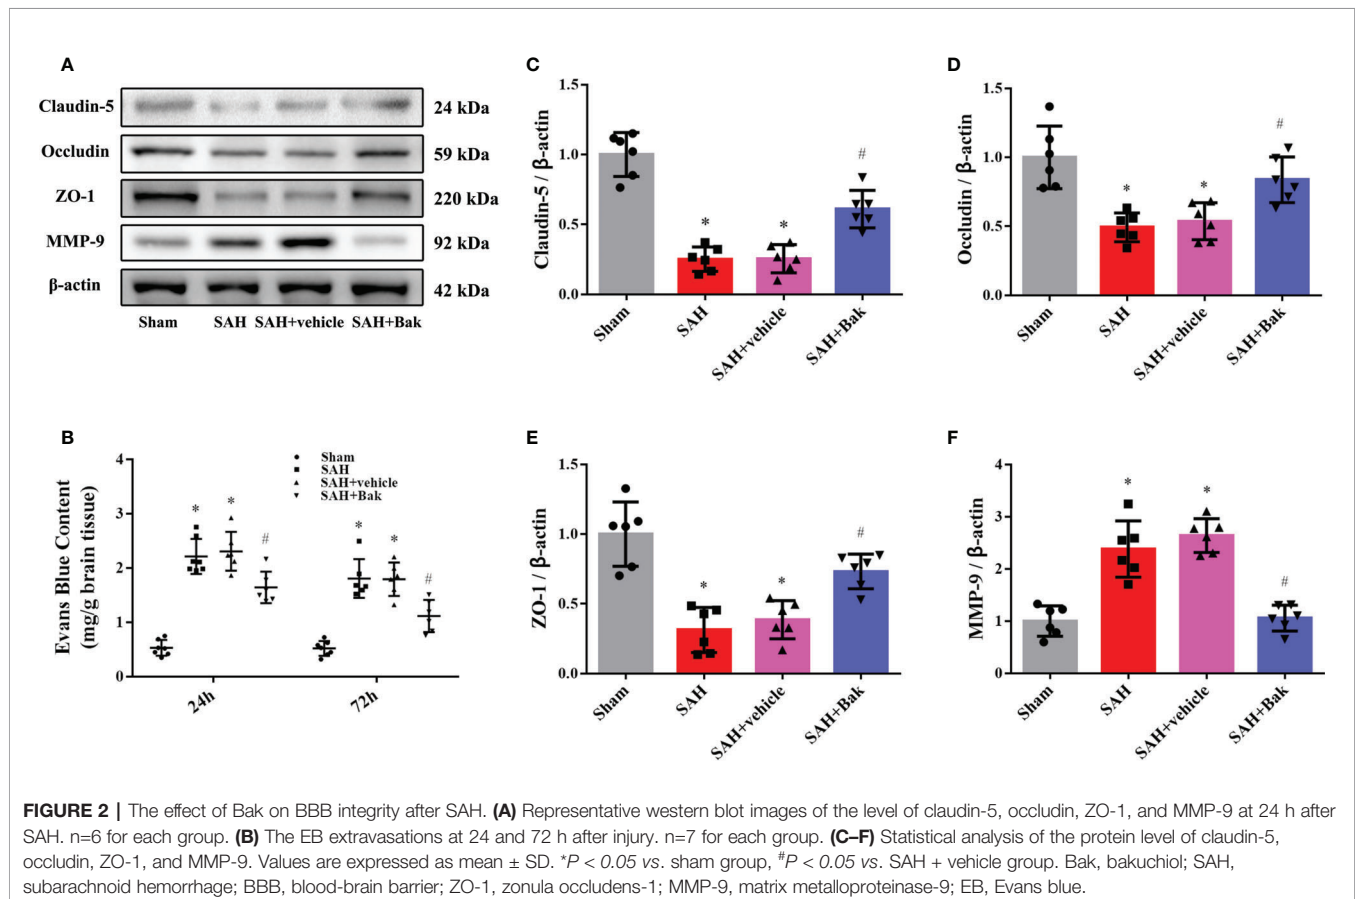 A
Claudin-5
24 kDa
Occludin
59 kDa
ZO-1
220 kDa
MMP-9
92 kDa
β-actin
42 kDa
Sham SAH SAH+vehicle SAH+Bak
B
Evans Blue Content
(mg/g brain tissue)
4
3
2
1
0
Sham
SAH
SAH+vehicle
SAH+Bak
* * #
* * #
24h
72h
C
Claudin-5 / β-actin
1.5
1.0
0.5
0.0
* * #
Sham
SAH
SAH+vehicle
SAH+Bak
D
Occludin / β-actin
1.5
1.0
0.5
0.0
* * #
Sham
SAH
SAH+vehicle
SAH+Bak
E
ZO-1 / β-actin
1.5
1.0
0.5
0.0
* * #
Sham
SAH
SAH+vehicle
SAH+Bak
F
MMP-9 / β-actin
4
3
2
1
0
* * #
Sham
SAH
SAH+vehicle
SAH+Bak
FIGURE 2 | The effect of Bak on BBB integrity after SAH. (A) Representative western blot images of the level of claudin-5, occludin, ZO-1, and MMP-9 at 24 h after
SAH. n=6 for each group. (B) The EB extravasations at 24 and 72 h after injury. n=7 for each group. (C–F) Statistical analysis of the protein level of claudin-5,
occludin, ZO-1, and MMP-9. Values are expressed as mean ± SD. *P < 0.05 vs. sham group, #P < 0.05 vs. SAH + vehicle group. Bak, bakuchiol; SAH,
subarachnoid hemorrhage; BBB, blood-brain barrier; ZO-1, zonula occludens-1; MMP-9, matrix metalloproteinase-9; EB, Evans blue.